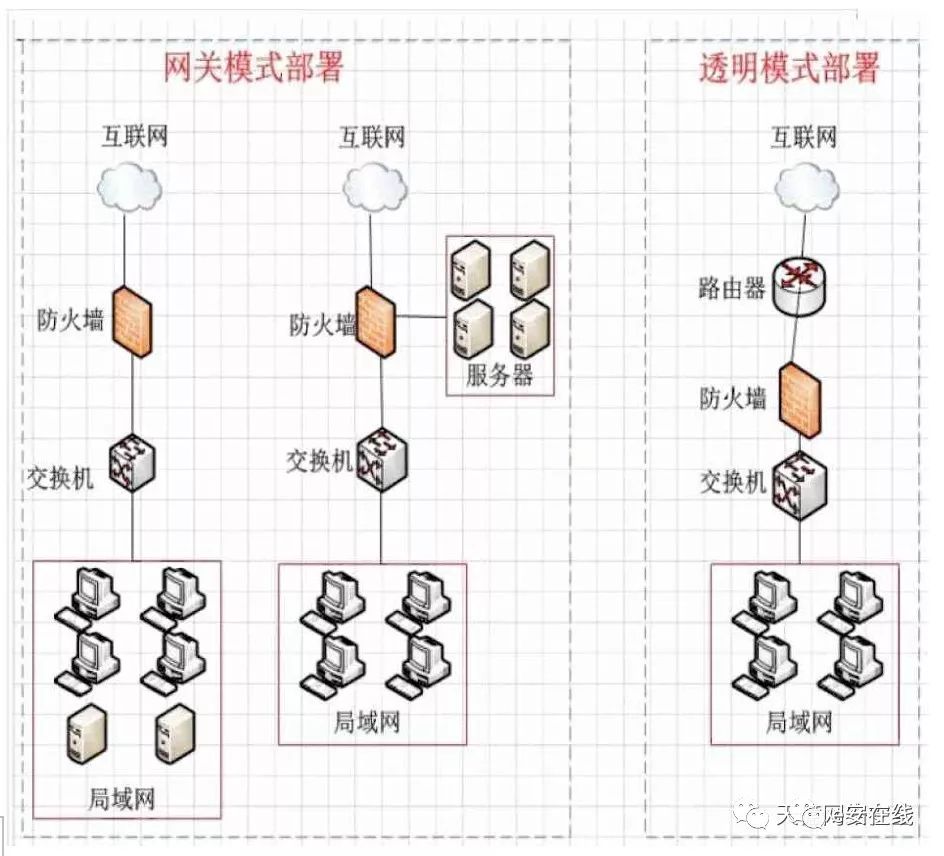 网关模式部署
透明模式部署
互联网
互联网
互联网
路由器
防火墙
防火墙
服务器
防火墙
交换机
交换机
交换机
局域网
局域网
局域网
网安在线